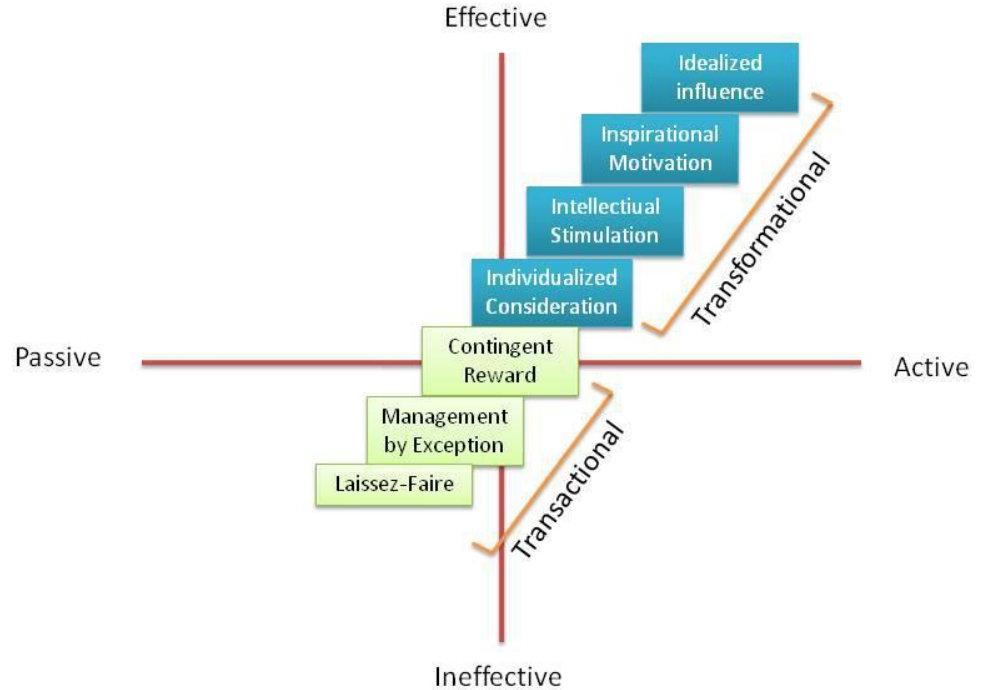 Effective
Idealized
influence
Inspirational
Motivation
Intellectiual
Stimulation
Individualized
Consideration
Transformational
Passive
Contingent
Reward
Active
Management
by Exception
Laissez-Faire
Transactional
Ineffective